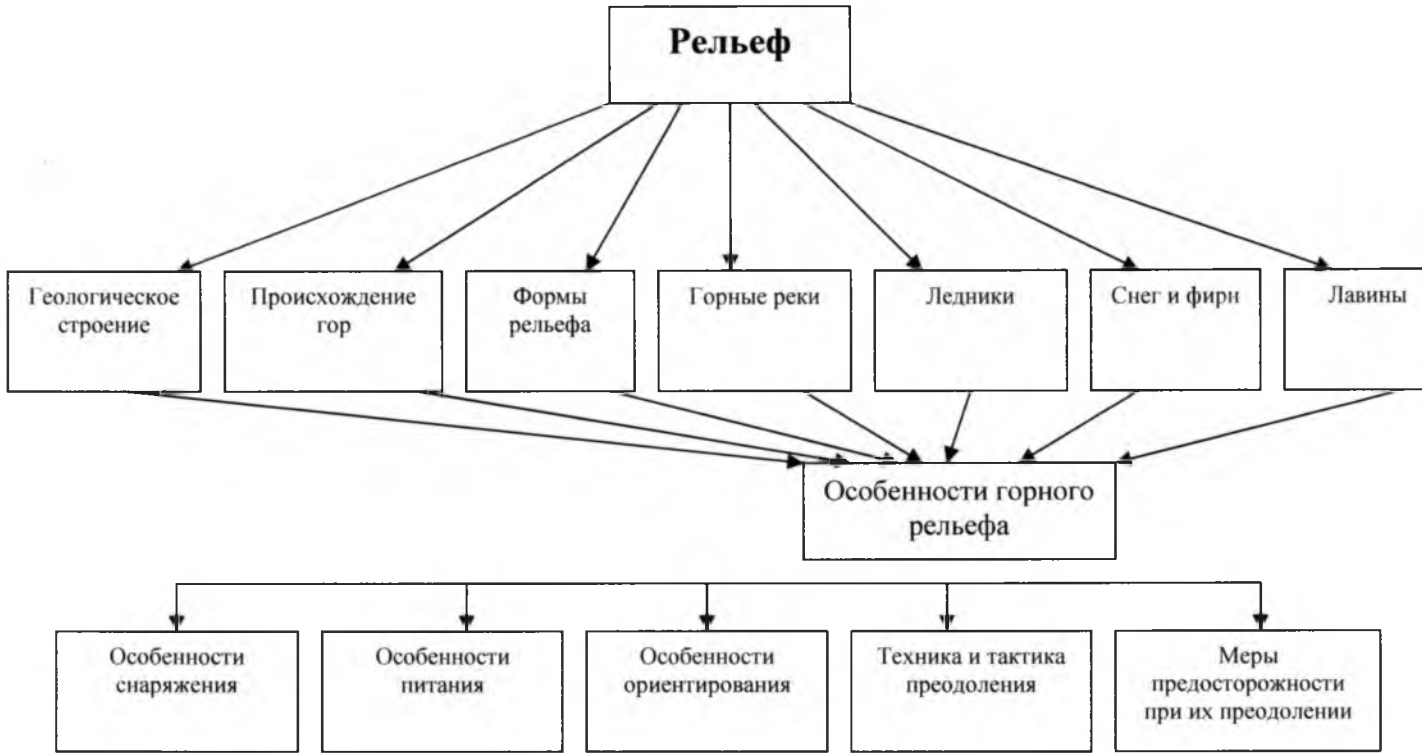 Рельеф
Геологическое
строение
Происхождение
гор
Формы
рельефа
Горные реки
Ледники
Снег и фирн
Лавины
Особенности горного
рельефа
Особенности
снаряжения
Особенности
питания
Особенности
ориентирования
Техника и тактика
преодоления
Меры
предосторожности
при их преодолении